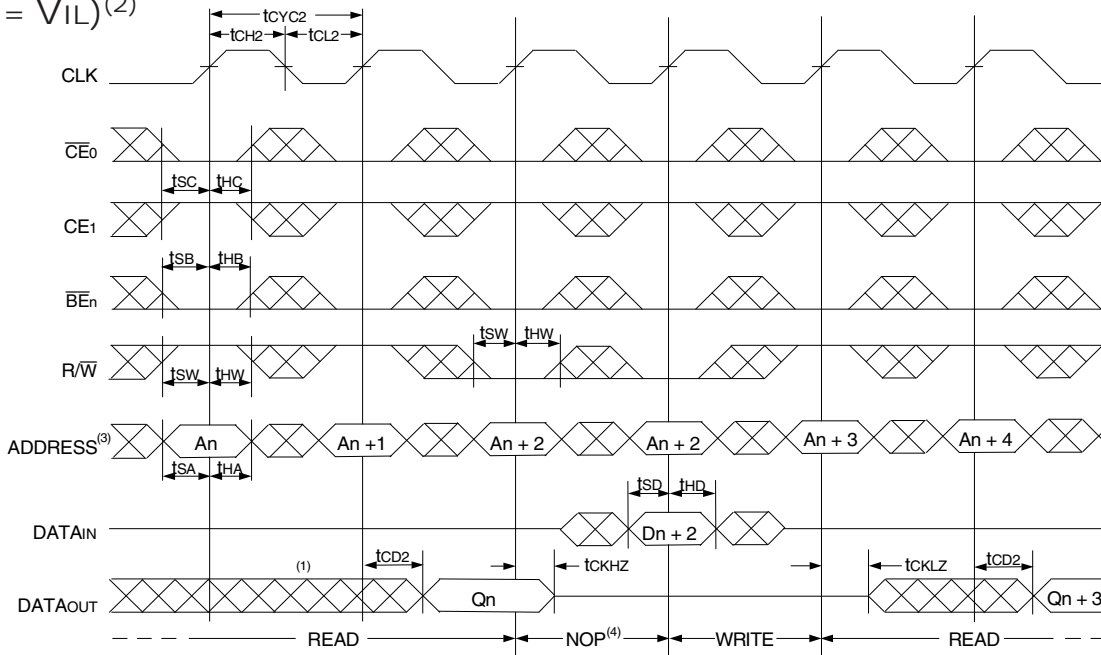 = VIL)(2)
tCYC2
tCH2 tCL2
CLK
CE0
tSC tHC
CE1
tSB tHB
BEn
tSW tHW
R/W
tSW tHW
ADDRESS(3) An An +1 An + 2 An + 2 An + 3 An + 4
tSA tHA
tSD tHD
DATAIN Dn + 2
tCD2 tCKHZ tCKLZ tCD2
(1)
DATAOUT Qn Qn + 3
READ NOP(4) WRITE READ